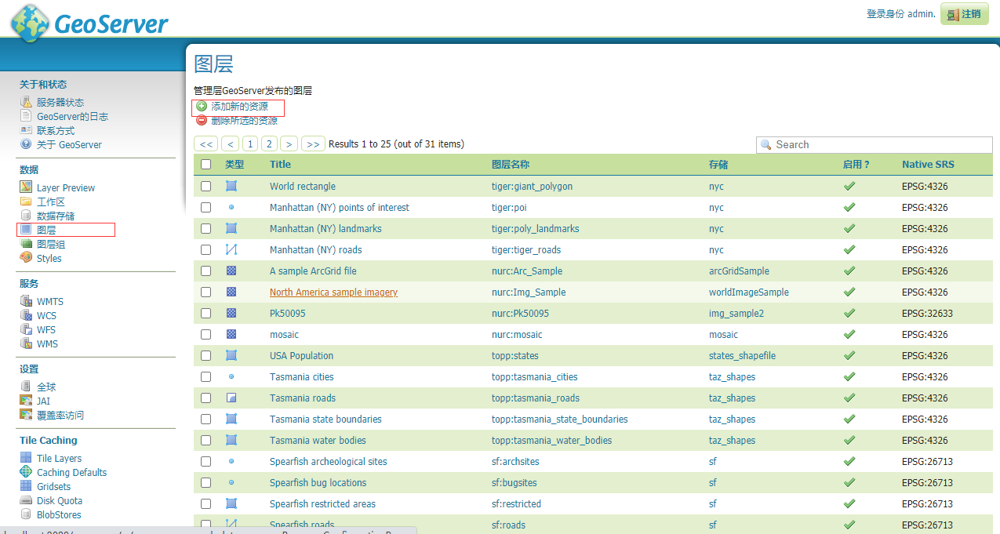 GeoServer
登录身份 admin.
注销
关于和状态
服务器状态
GeoServer的日志
联系方式
关于 GeoServer
数据
Layer Preview
工作区
数据存储
图层
图层组
Styles
服务
WMTS
WCS
WFS
WMS
设置
全球
JAI
覆盖率访问
Tile Caching
Tile Layers
Caching Defaults
Gridsets
Disk Quota
BlobStores
图层
管理层GeoServer发布的图层
添加新的资源
删除所选的资源
<< < 1 2 > >> Results 1 to 25 (out of 31 items)
Search
类型 Title 图层名称 存储 启用？ Native SRS
World rectangle tiger:giant_polygon nyc EPSG:4326
Manhattan (NY) points of interest tiger:poi nyc EPSG:4326
Manhattan (NY) landmarks tiger:poly_landmarks nyc EPSG:4326
Manhattan (NY) roads tiger:tiger_roads nyc EPSG:4326
A sample ArcGrid file nurc:Arc_Sample arcGridSample EPSG:4326
North America sample imagery nurc:Img_Sample worldImageSample EPSG:4326
Pk50095 nurc:Pk50095 img_sample2 EPSG:32633
mosaic nurc:mosaic mosaic EPSG:4326
USA Population topp:states states_shapefile EPSG:4326
Tasmania cities topp:tasmania_cities taz_shapes EPSG:4326
Tasmania roads topp:tasmania_roads taz_shapes EPSG:4326
Tasmania state boundaries topp:tasmania_state_boundaries taz_shapes EPSG:4326
Tasmania water bodies topp:tasmania_water_bodies taz_shapes EPSG:4326
Spearfish archeological sites sf:archsites sf EPSG:26713
Spearfish bug locations sf:bugsites sf EPSG:26713
Spearfish restricted areas sf:restricted sf EPSG:26713
Spearfish roads sf:roads sf EPSG:26713